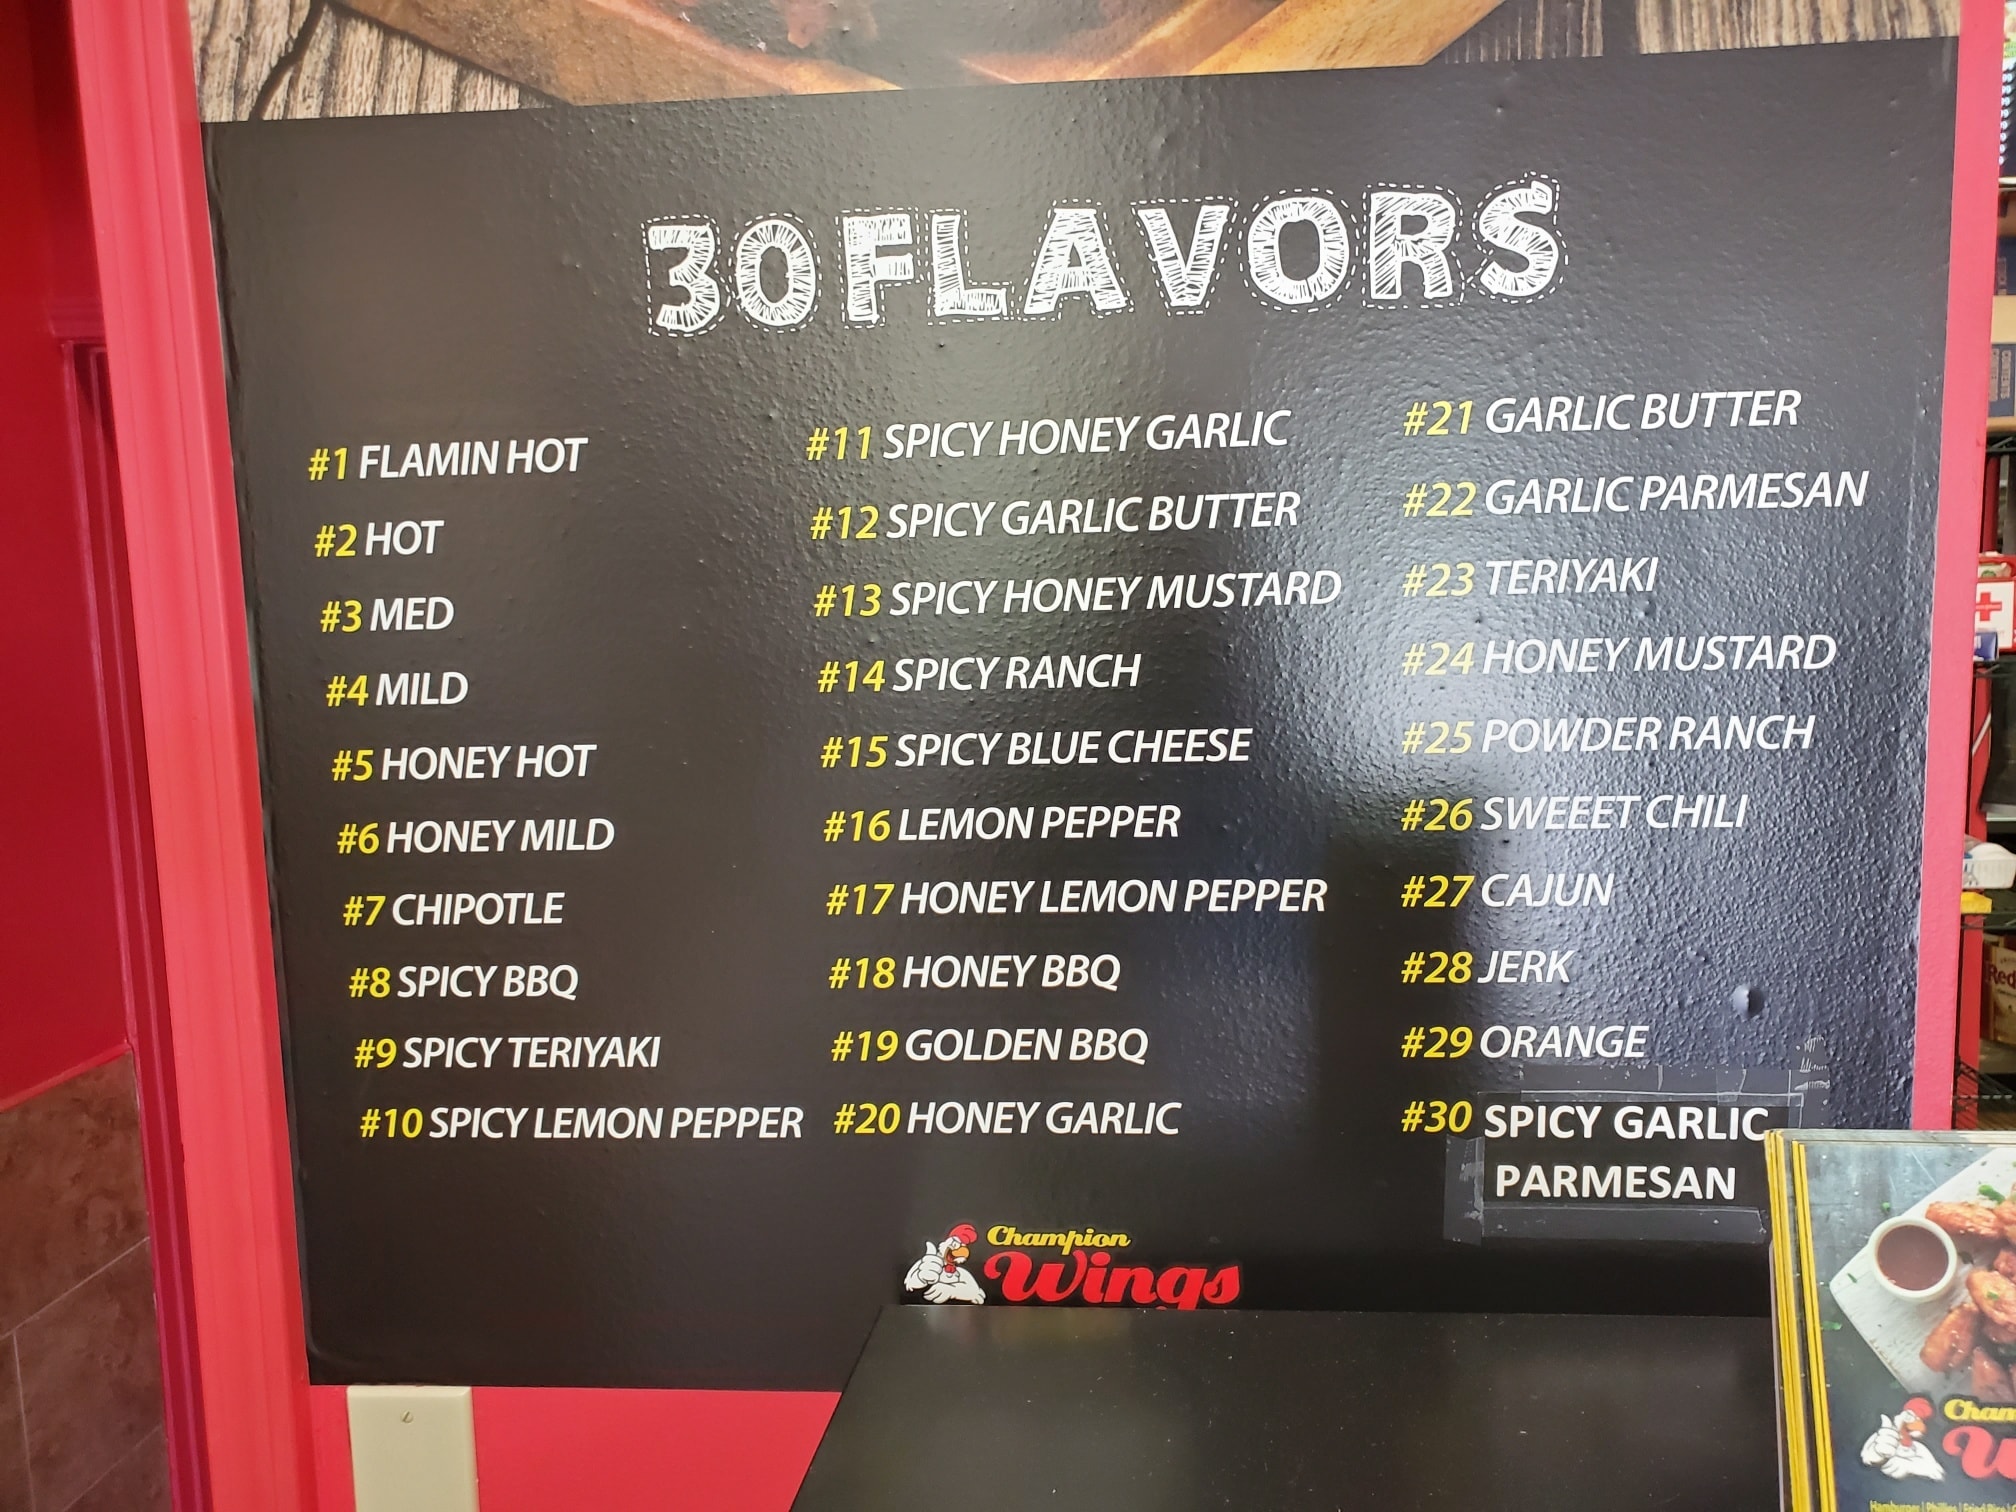 30 FLAVORS
#1 FLAMIN HOT
#2 HOT
#3 MED
#4 MILD
#5 HONEY HOT
#6 HONEY MILD
#7 CHIPOTLE
#8 SPICY BBQ
#9 SPICY TERIYAKI
#10 SPICY LEMON PEPPER
#11 SPICY HONEY GARLIC
#12 SPICY GARLIC BUTTER
#13 SPICY HONEY MUSTARD
#14 SPICY RANCH
#15 SPICY BLUE CHEESE
#16 LEMON PEPPER
#17 HONEY LEMON PEPPER
#18 HONEY BBQ
#19 GOLDEN BBQ
#20 HONEY GARLIC
#21 GARLIC BUTTER
#22 GARLIC PARMESAN
#23 TERIYAKI
#24 HONEY MUSTARD
#25 POWDER RANCH
#26 SWEEET CHILI
#27 CAJUN
#28 JERK
#29 ORANGE
#30 SPICY GARLIC
PARMESAN
Champion
Wings
Red